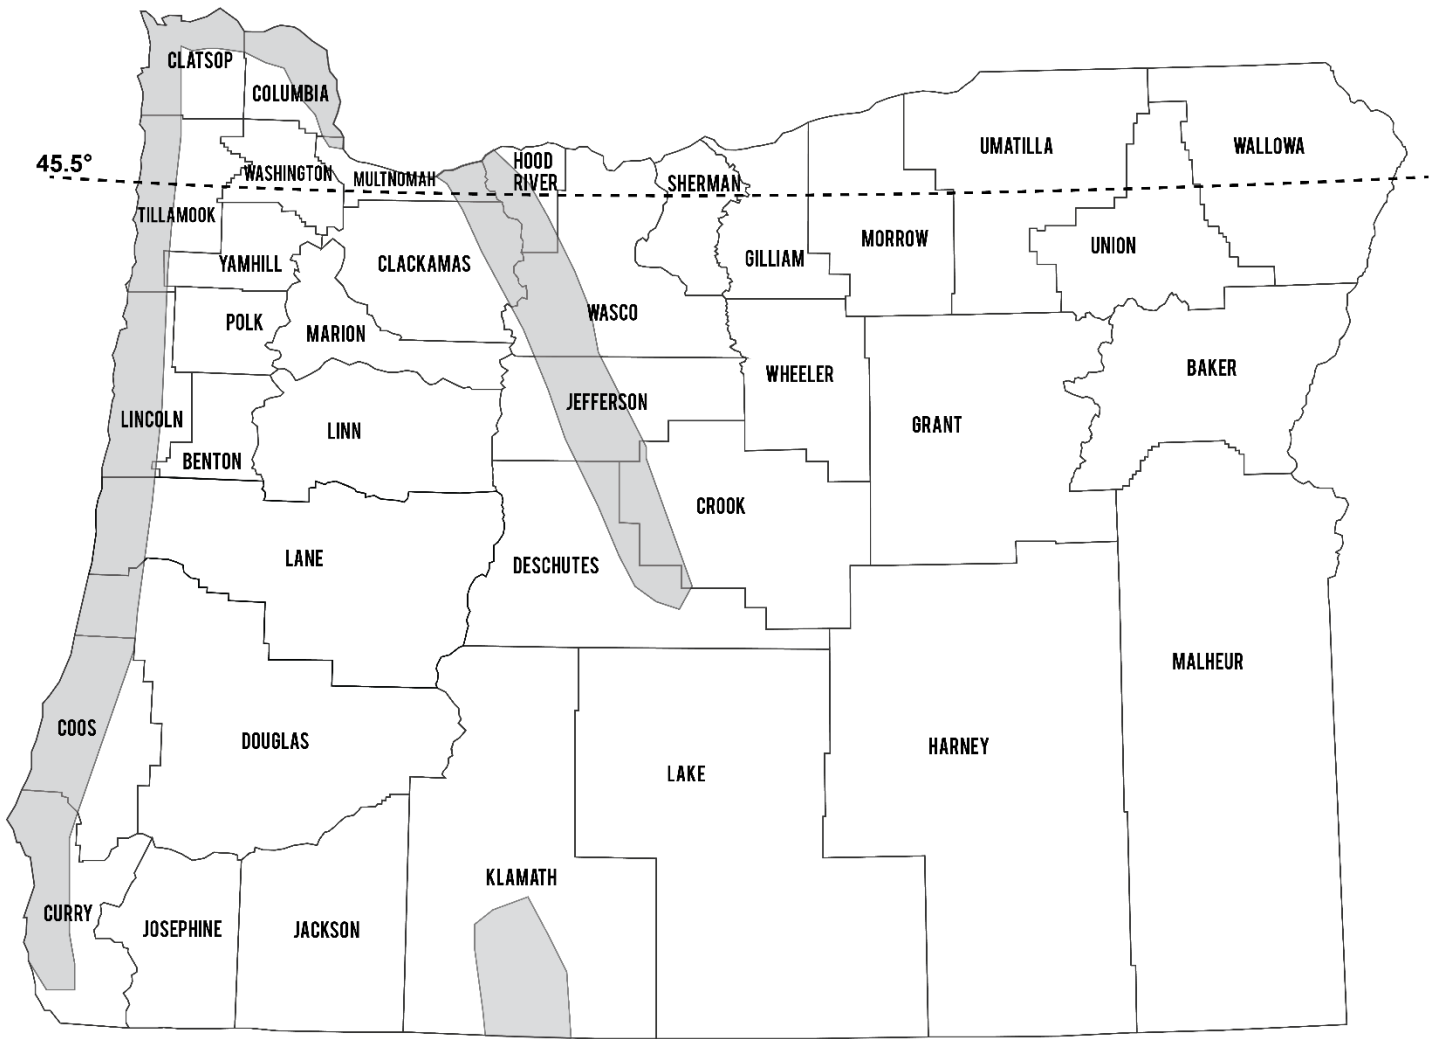 CLATSOP
COLUMBIA
45.5°
WASHINGTON
MULTNOMAH
HOOD
RIVER
SHERMAN
UMATILLA
WALLOWA
TILLAMOOK
YAMHILL
CLACKAMAS
GILLIAM
MORROW
UNION
POLK
MARION
WASCO
WHEELER
BAKER
LINCOLN
BENTON
LINN
JEFFERSON
GRANT
CROOK
LANE
DESCHUTES
COOS
DOUGLAS
LAKE
HARNEY
MALHEUR
KLAMATH
CURRY
JOSEPHINE
JACKSON